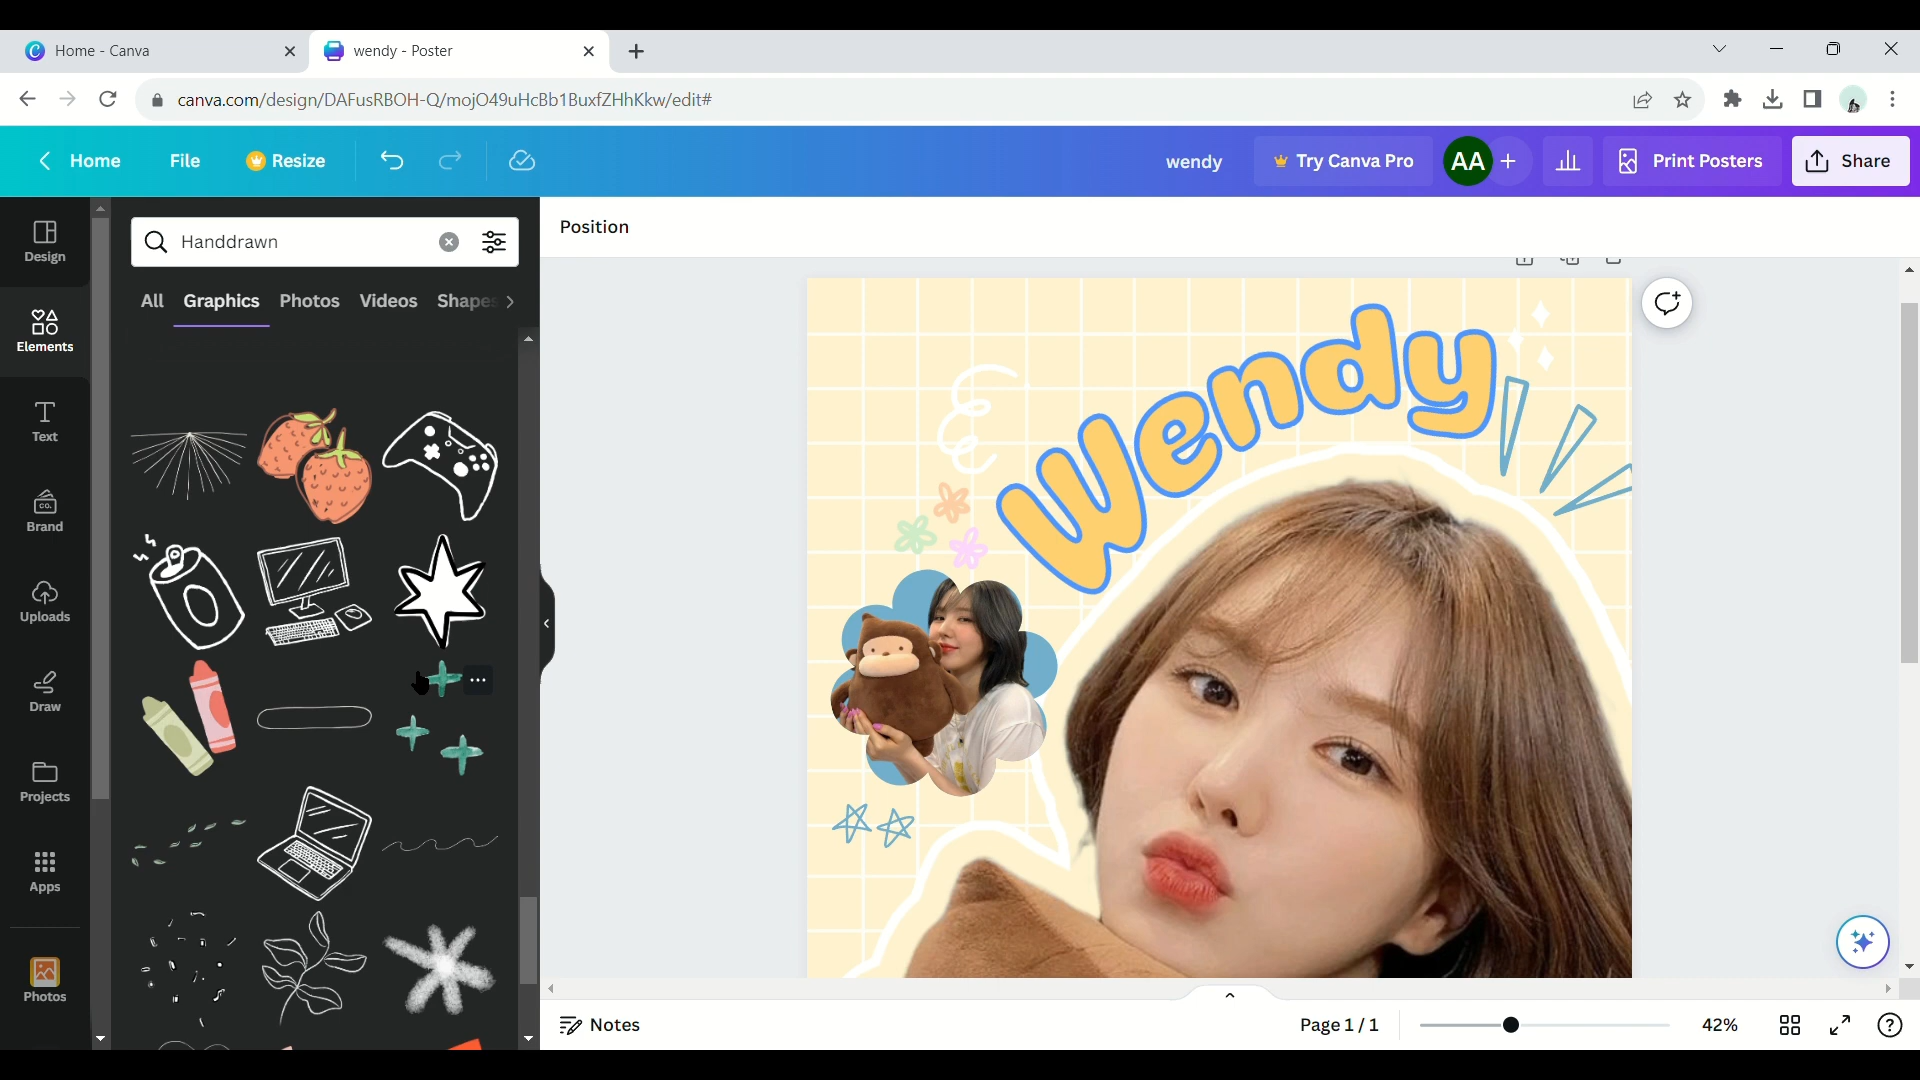 Home - Canva
wendy - Poster
canva.com/design/DAFusRBOH-Q/mojO49uHcBb1BuxfZHhKkw/edit#
Home File Resize
wendy Try Canva Pro AA Print Posters Share
Design
Elements
Text
Brand
Uploads
Draw
Projects
Apps
Photos
Handdrawn
All Graphics Photos Videos Shapes
Position
Wendy
Notes
Page 1 / 1
42%